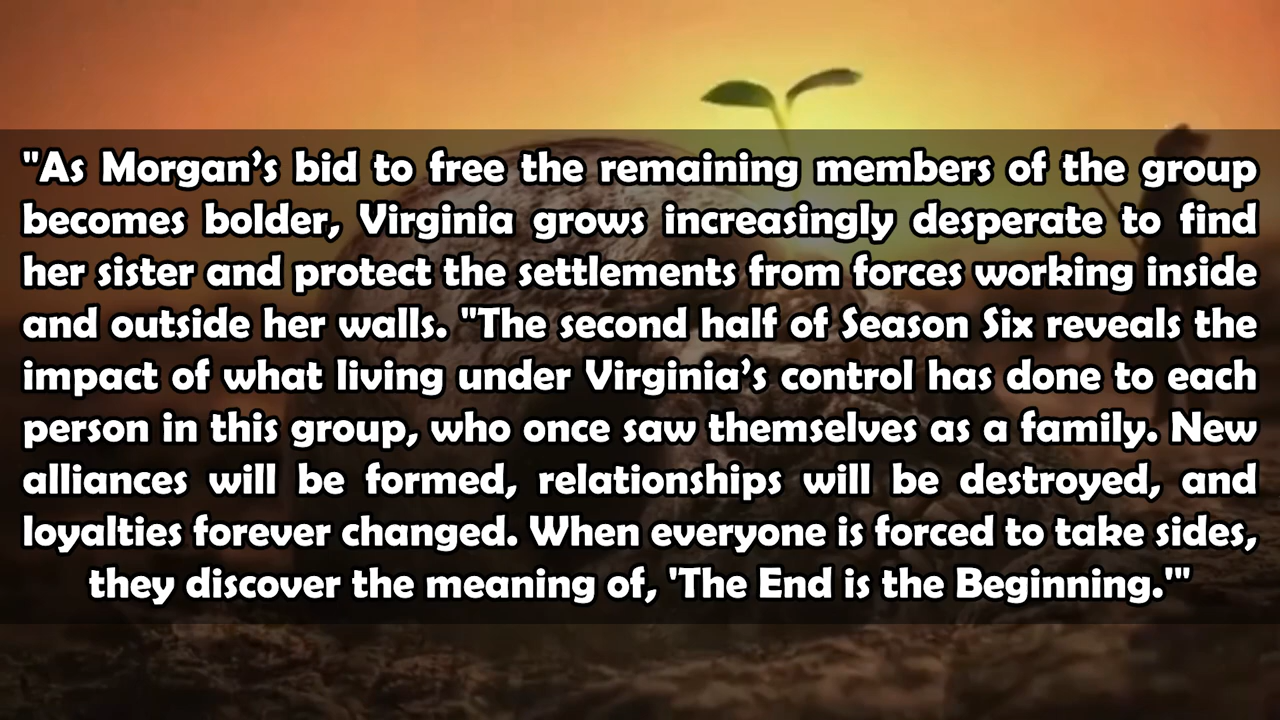 "As Morgan’s bid to free the remaining members of the group
becomes bolder, Virginia grows increasingly desperate to find
her sister and protect the settlements from forces working inside
and outside her walls. "The second half of Season Six reveals the
impact of what living under Virginia’s control has done to each
person in this group, who once saw themselves as a family. New
alliances will be formed, relationships will be destroyed, and
loyalties forever changed. When everyone is forced to take sides,
they discover the meaning of, 'The End is the Beginning.'"